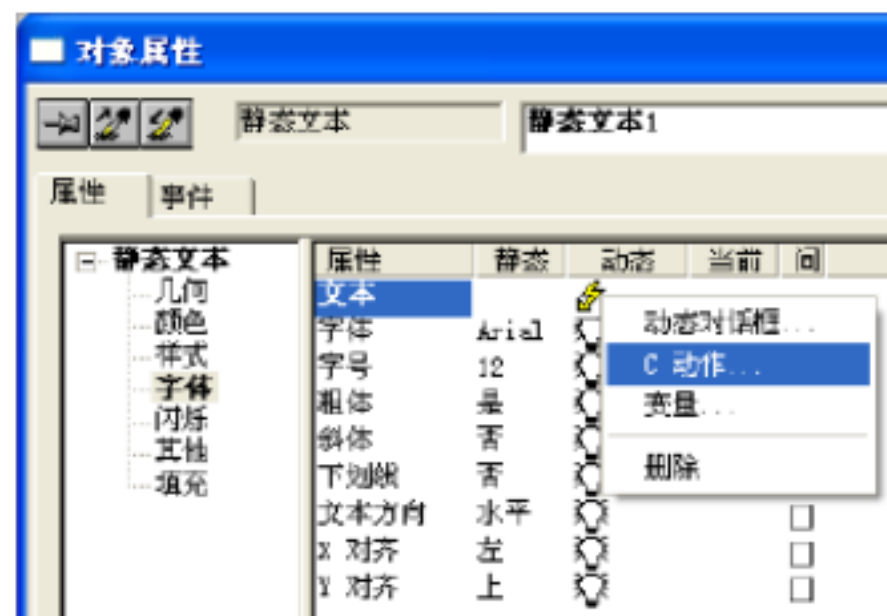 对象属性
静态文本 静态文本1
属性 事件
静态文本
几何
颜色
样式
字体
闪烁
其他
填充
属性 静态 动态 当前 间
文本
字体 Arial
字号 12
粗体 是
斜体 否
下划线 否
文本方向 水平
X 对齐 左
Y 对齐 上
动态对话框...
C 动作...
变量...
删除